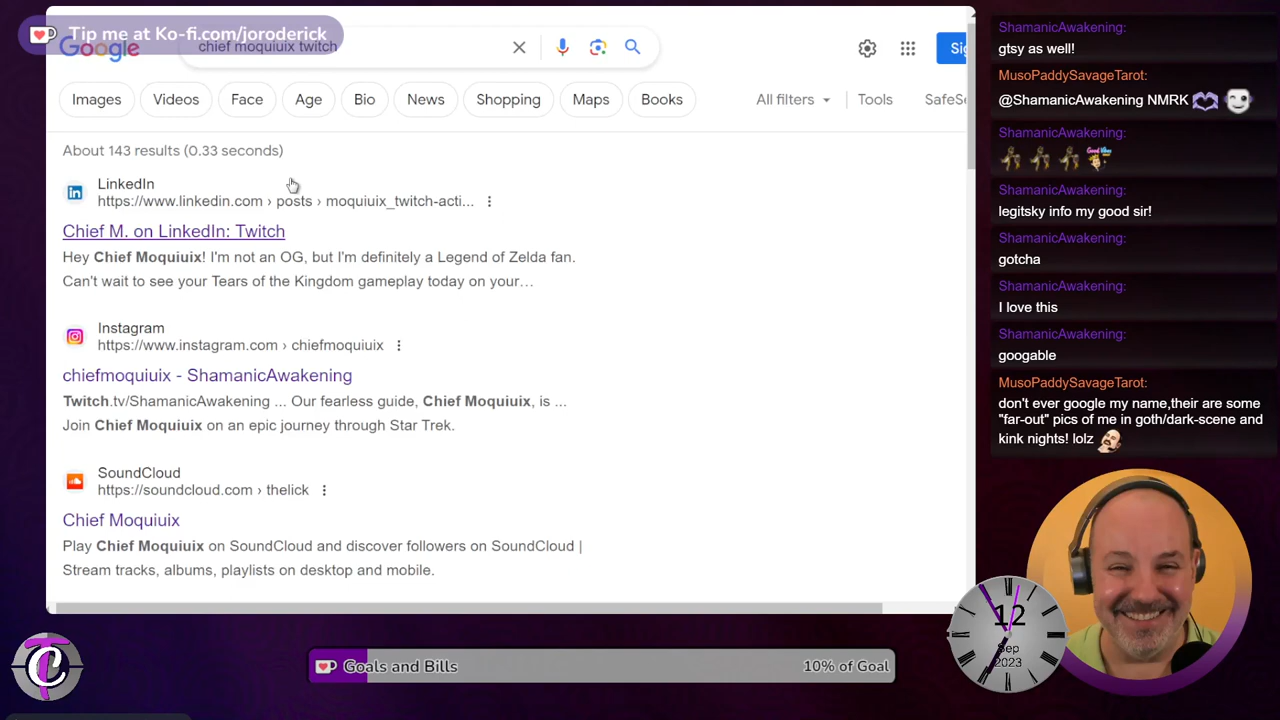 Tip me at Ko-fi.com/joroderick
Google
chief moquiuix twitch
Images
Videos
Face
Age
Bio
News
Shopping
Maps
Books
All filters
Tools
SafeSe
Sig
About 143 results (0.33 seconds)
LinkedIn
https://www.linkedin.com › posts › moquiuix_twitch-acti...
Chief M. on LinkedIn: Twitch
Hey Chief Moquiuix! I'm not an OG, but I'm definitely a Legend of Zelda fan.
Can't wait to see your Tears of the Kingdom gameplay today on your…
Instagram
https://www.instagram.com › chiefmoquiuix
chiefmoquiuix - ShamanicAwakening
Twitch.tv/ShamanicAwakening ... Our fearless guide, Chief Moquiuix, is ...
Join Chief Moquiuix on an epic journey through Star Trek.
SoundCloud
https://soundcloud.com › thelick
Chief Moquiuix
Play Chief Moquiuix on SoundCloud and discover followers on SoundCloud |
Stream tracks, albums, playlists on desktop and mobile.
ShamanicAwakening:
gtsy as well!
MusoPaddySavageTarot:
@ShamanicAwakening NMRK
ShamanicAwakening:
Good Vibes
ShamanicAwakening:
legitsky info my good sir!
ShamanicAwakening:
gotcha
ShamanicAwakening:
I love this
ShamanicAwakening:
googable
MusoPaddySavageTarot:
don't ever google my name,their are some
"far-out" pics of me in goth/dark-scene and
kink nights! lolz
12
Sep
2023
TC
Goals and Bills
10% of Goal